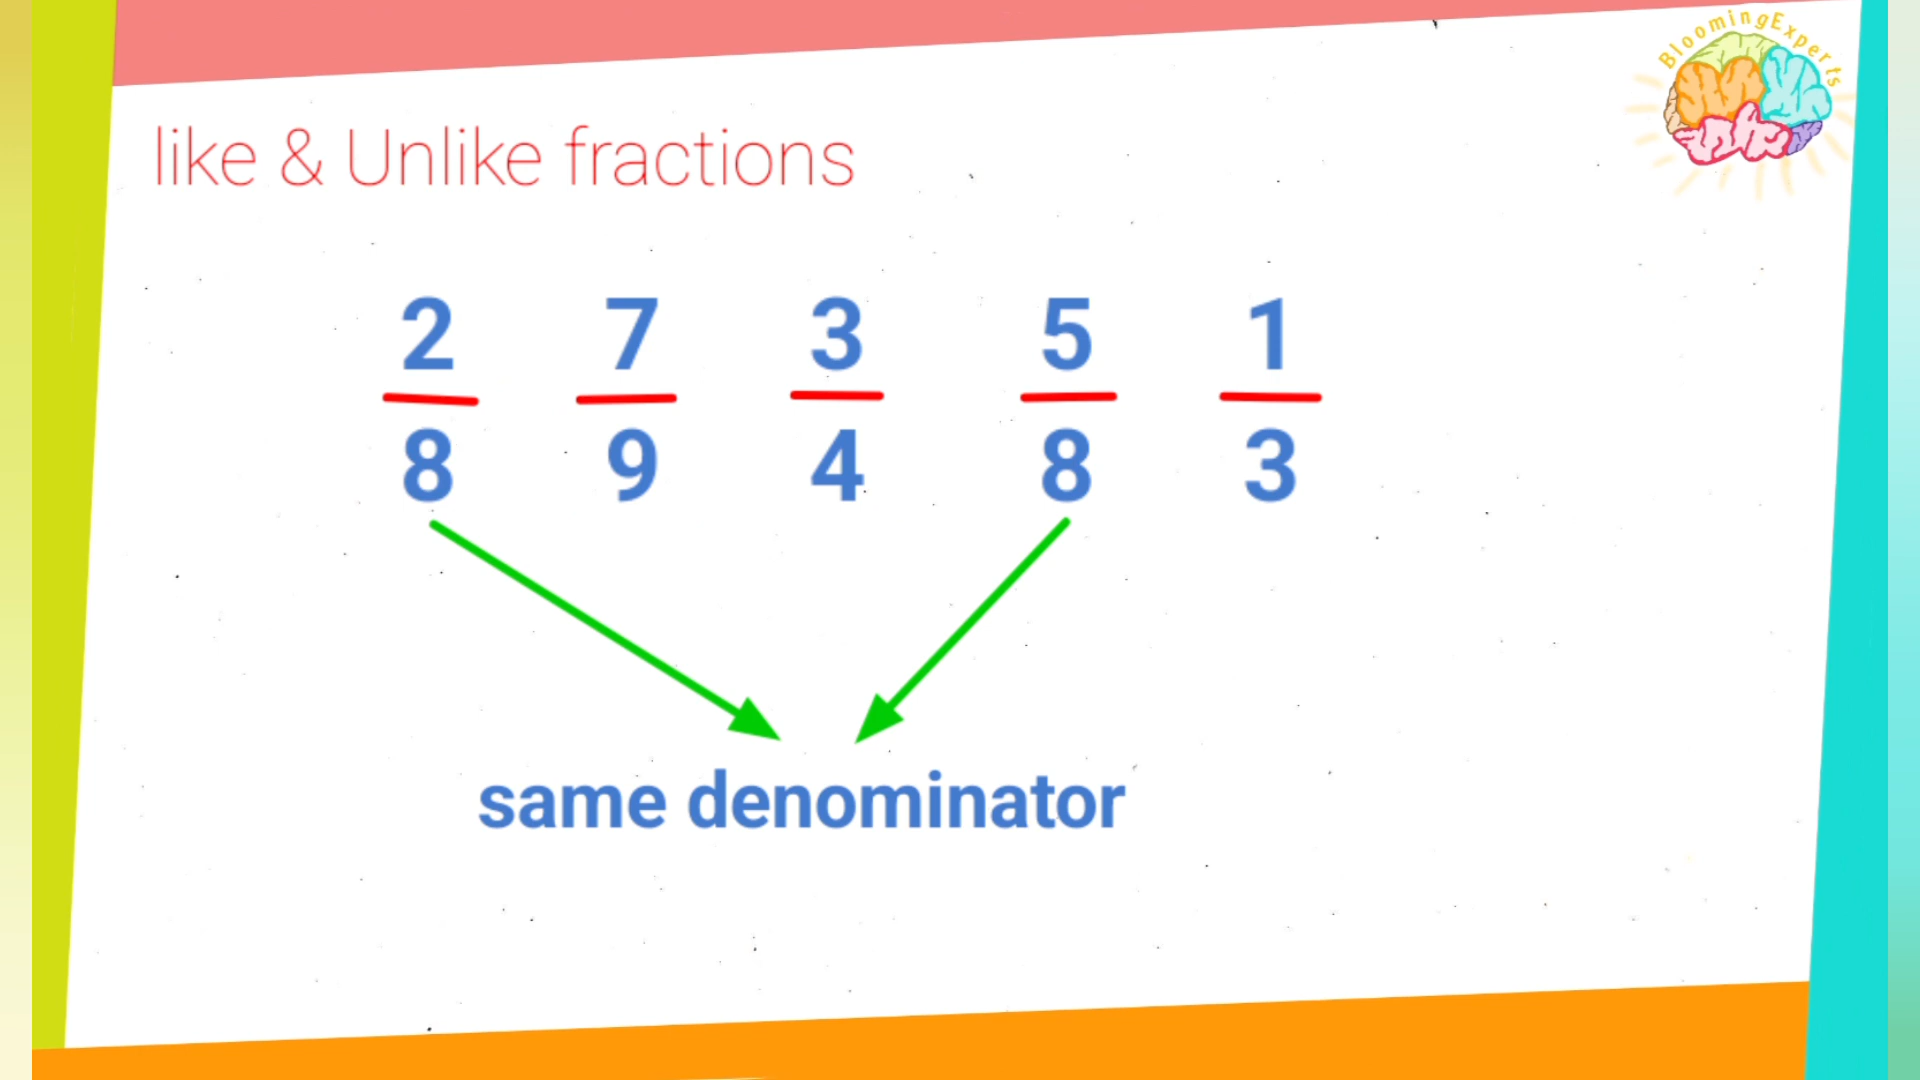 BloomingExperts
like & Unlike fractions
2 7 3 5 1
8 9 4 8 3
same denominator